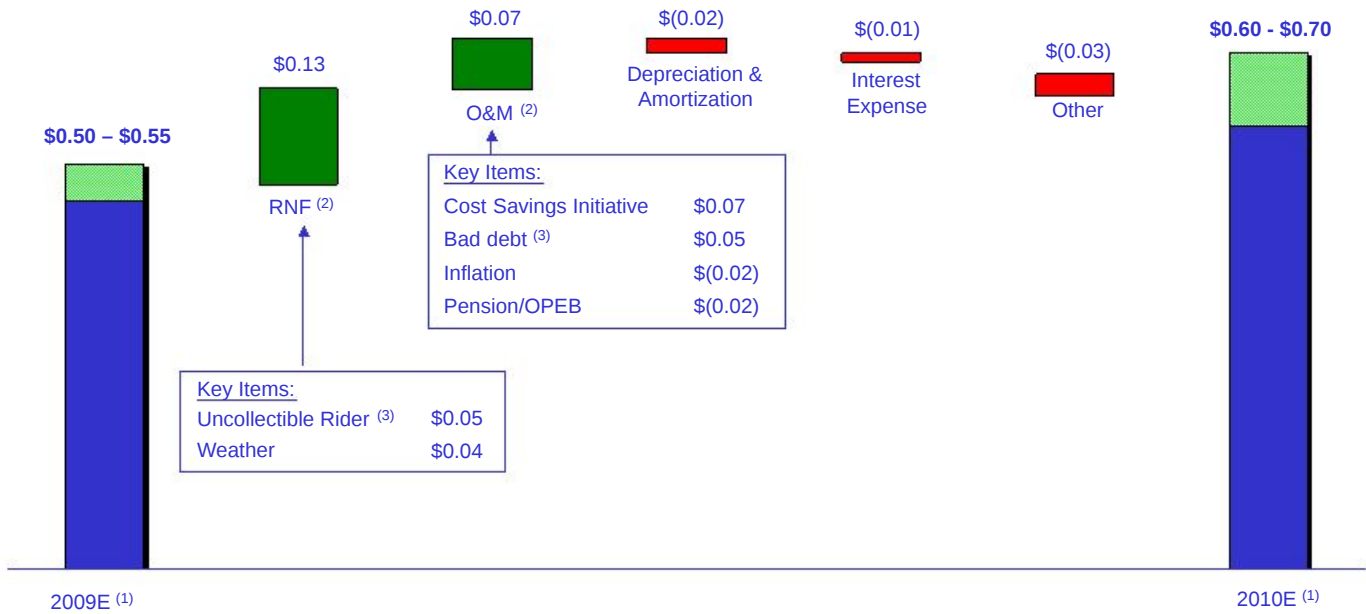 $0.50 – $0.55
$0.13
RNF (2)
$0.07
O&M (2)
$(0.02)
Depreciation &
Amortization
$(0.01)
Interest
Expense
$(0.03)
Other
$0.60 - $0.70
Key Items:
Cost Savings Initiative $0.07
Bad debt (3) $0.05
Inflation $(0.02)
Pension/OPEB $(0.02)
Key Items:
Uncollectible Rider (3) $0.05
Weather $0.04
2009E (1)
2010E (1)